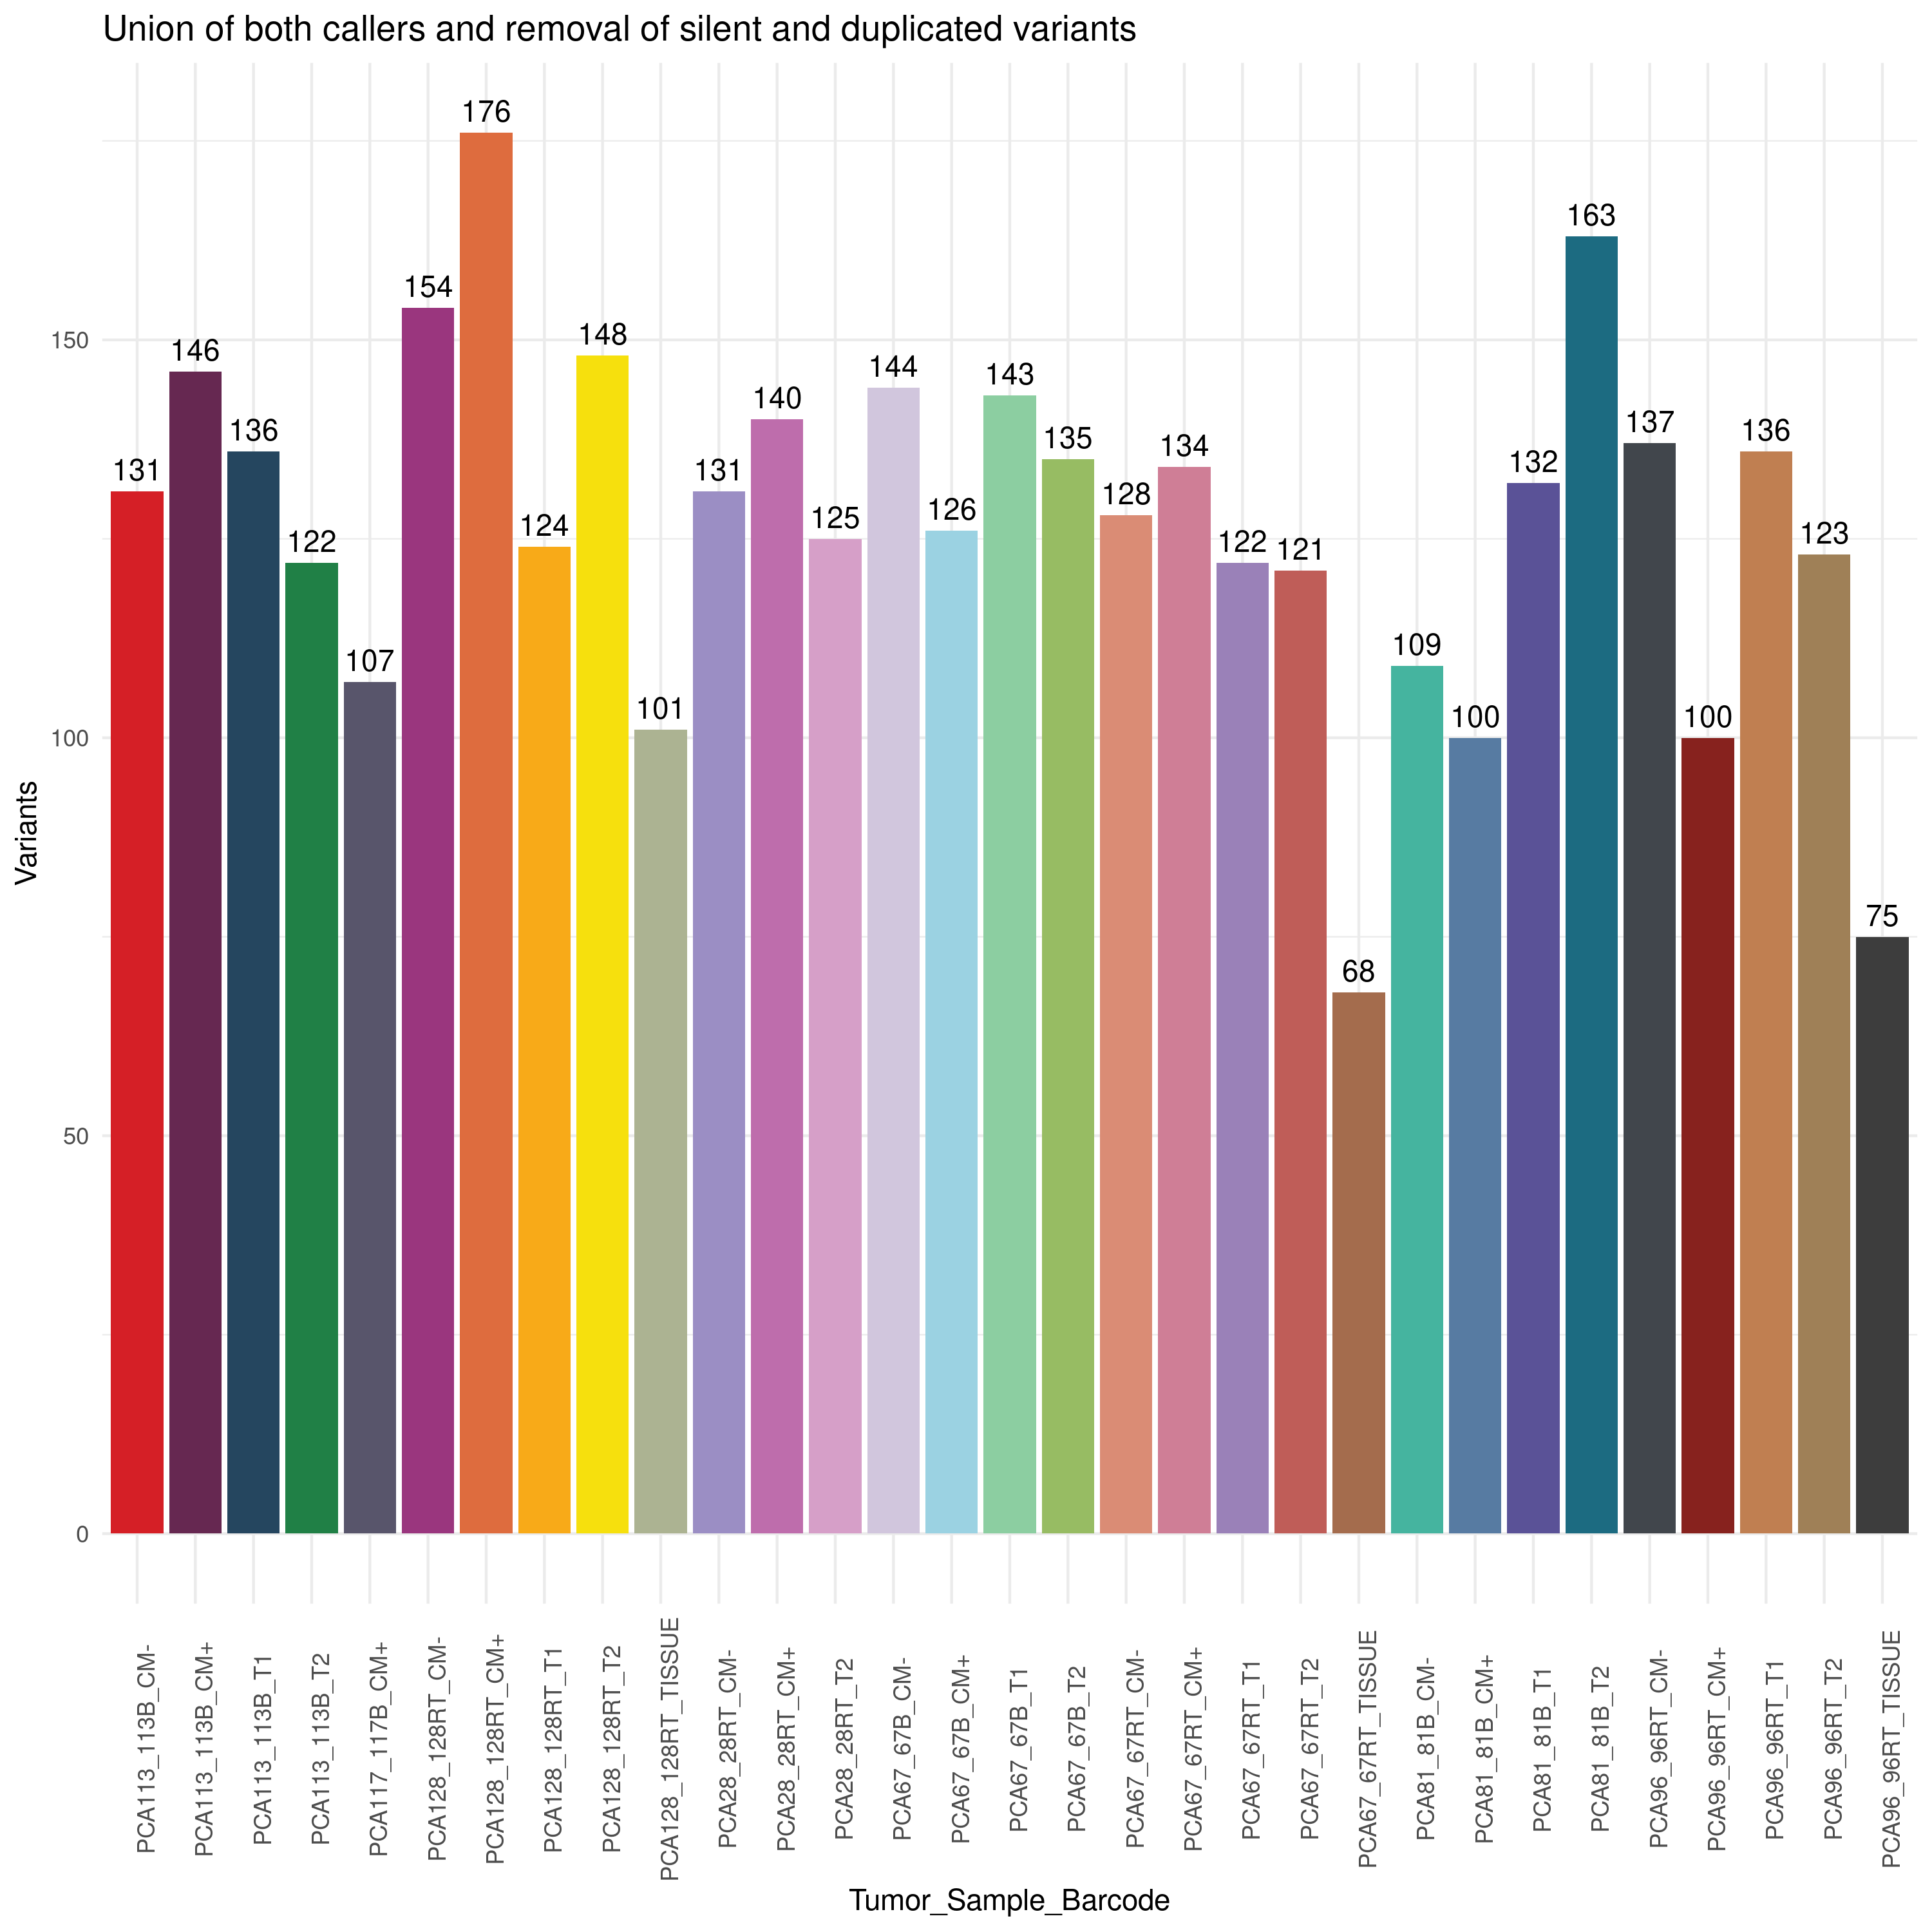 Union of both callers and removal of silent and duplicated variants
Variants
150
100
50
0
131
146
136
122
107
154
176
124
148
101
131
140
125
144
126
143
135
128
134
122
121
68
109
100
132
163
137
100
136
123
75
PCA113_113B_CM-
PCA113_113B_CM+
PCA113_113B_T1
PCA113_113B_T2
PCA117_117B_CM+
PCA128_128RT_CM-
PCA128_128RT_CM+
PCA128_128RT_T1
PCA128_128RT_T2
PCA128_128RT_TISSUE
PCA28_28RT_CM-
PCA28_28RT_CM+
PCA28_28RT_T2
PCA67_67B_CM-
PCA67_67B_CM+
PCA67_67B_T1
PCA67_67B_T2
PCA67_67RT_CM-
PCA67_67RT_CM+
PCA67_67RT_T1
PCA67_67RT_T2
PCA67_67RT_TISSUE
PCA81_81B_CM-
PCA81_81B_CM+
PCA81_81B_T1
PCA81_81B_T2
PCA96_96RT_CM-
PCA96_96RT_CM+
PCA96_96RT_T1
PCA96_96RT_T2
PCA96_96RT_TISSUE
Tumor_Sample_Barcode